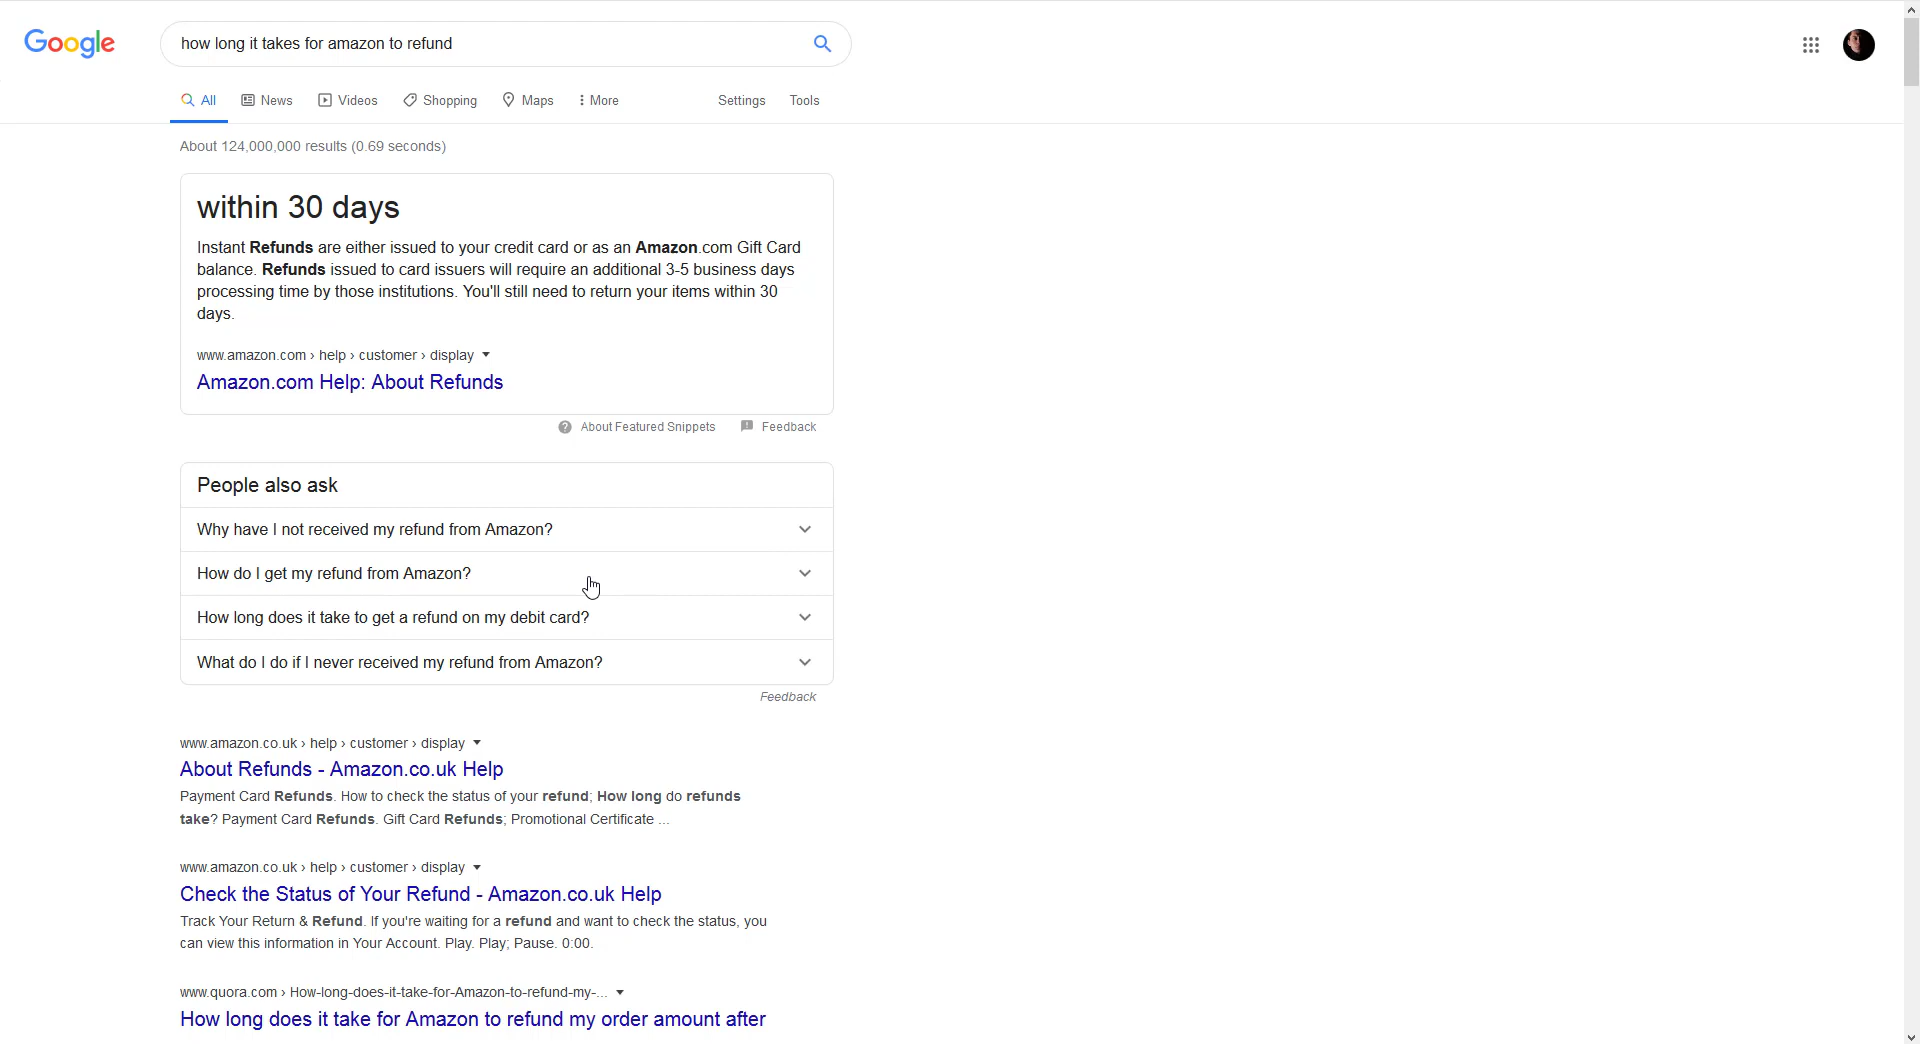 Google
how long it takes for amazon to refund
All News Videos Shopping Maps More Settings Tools
About 124,000,000 results (0.69 seconds)
within 30 days
Instant Refunds are either issued to your credit card or as an Amazon.com Gift Card
balance. Refunds issued to card issuers will require an additional 3-5 business days
processing time by those institutions. You'll still need to return your items within 30
days.
www.amazon.com › help › customer › display
Amazon.com Help: About Refunds
About Featured Snippets Feedback
People also ask
Why have I not received my refund from Amazon?
How do I get my refund from Amazon?
How long does it take to get a refund on my debit card?
What do I do if I never received my refund from Amazon?
Feedback
www.amazon.co.uk › help › customer › display
About Refunds - Amazon.co.uk Help
Payment Card Refunds. How to check the status of your refund; How long do refunds
take? Payment Card Refunds. Gift Card Refunds; Promotional Certificate ...
www.amazon.co.uk › help › customer › display
Check the Status of Your Refund - Amazon.co.uk Help
Track Your Return & Refund. If you're waiting for a refund and want to check the status, you
can view this information in Your Account. Play. Play; Pause. 0:00.
www.quora.com › How-long-does-it-take-for-Amazon-to-refund-my-...
How long does it take for Amazon to refund my order amount after